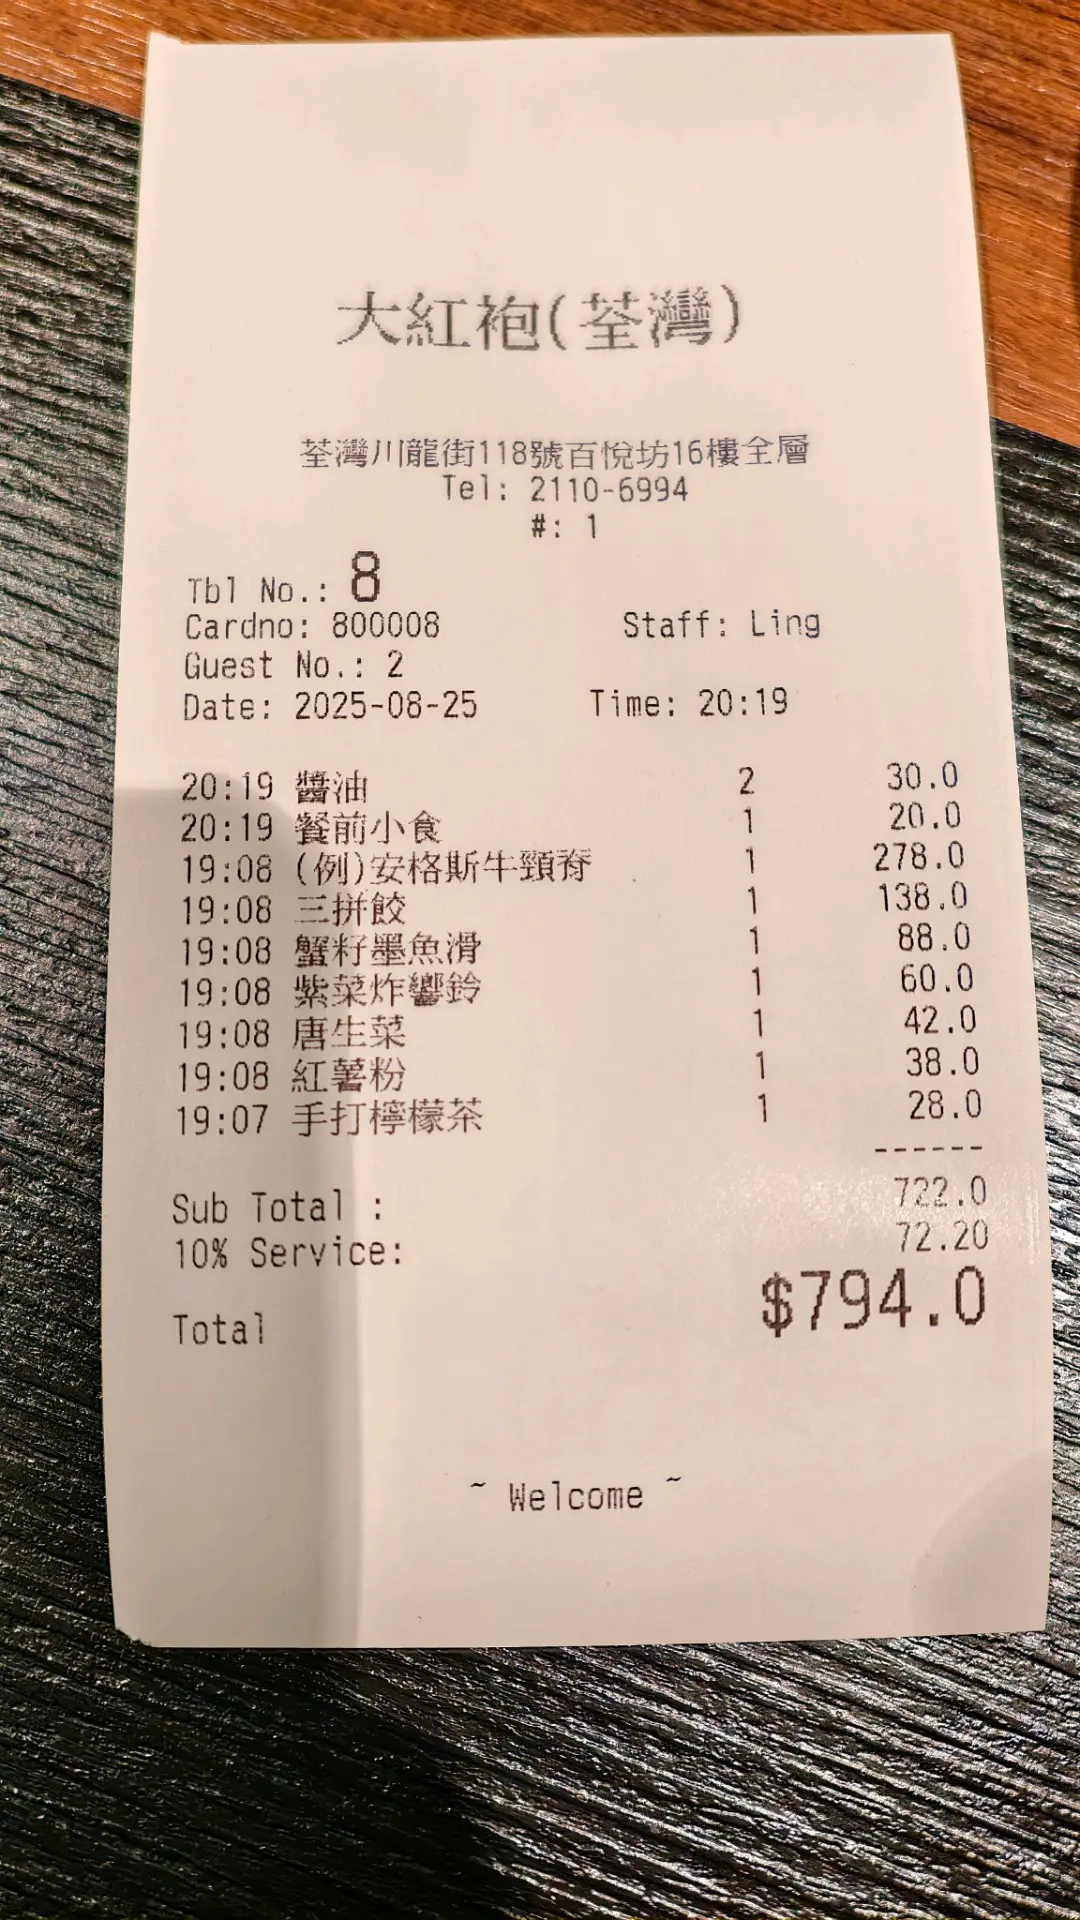 大紅袍(荃灣)
荃灣川龍街118號百悅坊16樓全層
Tel: 2110-6994
#: 1
Tbl No.: 8
Cardno: 800008 Staff: Ling
Guest No.: 2
Date: 2025-08-25 Time: 20:19
20:19 醬油 2 30.0
20:19 餐前小食 1 20.0
19:08 (例)安格斯牛頸脊 1 278.0
19:08 三拼餃 1 138.0
19:08 蟹籽墨魚滑 1 88.0
19:08 紫菜炸響鈴 1 60.0
19:08 唐生菜 1 42.0
19:08 紅薯粉 1 38.0
19:07 手打檸檬茶 1 28.0
------
Sub Total : 722.0
10% Service: 72.20
Total $794.0
~ Welcome ~